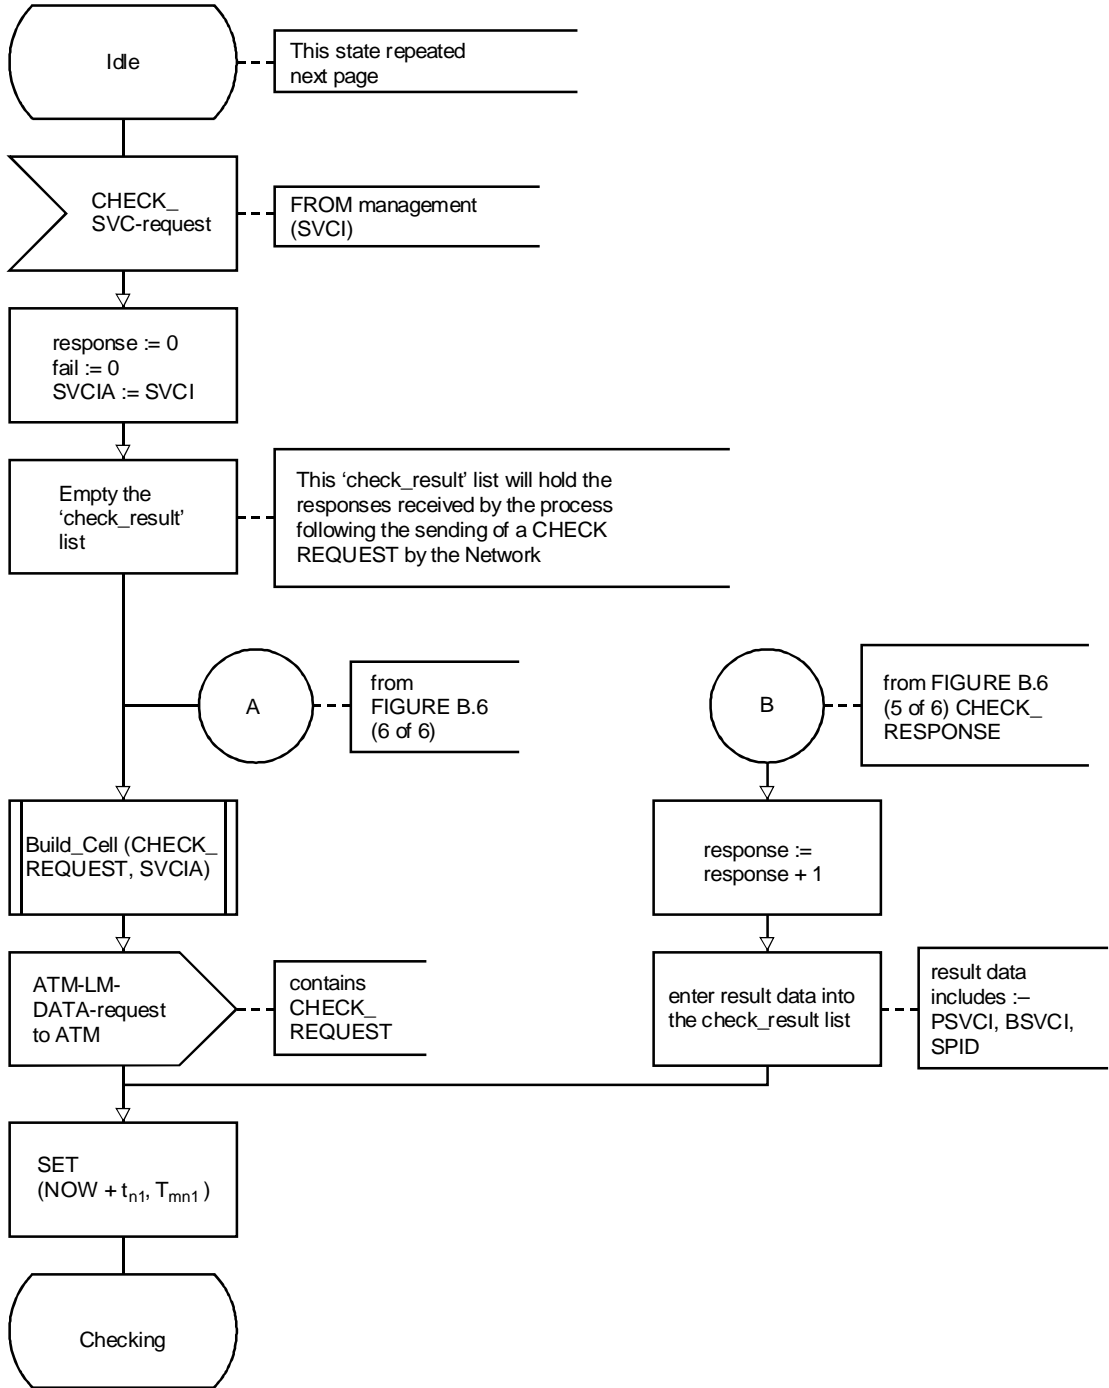 Idle
This state repeated
next page
CHECK_
SVC-request
FROM management
(SVCI)
response := 0
fail := 0
SVCIA := SVCI
Empty the
‘check_result’
list
This ‘check_result’ list will hold the
responses received by the process
following the sending of a CHECK
REQUEST by the Network
A
from
FIGURE B.6
(6 of 6)
B
from FIGURE B.6
(5 of 6) CHECK_
RESPONSE
Build_Cell (CHECK_
REQUEST, SVCIA)
response :=
response + 1
ATM-LM-
DATA-request
to ATM
contains
CHECK_
REQUEST
enter result data into
the check_result list
result data
includes :–
PSVCI, BSVCI,
SPID
SET
(NOW + tn1, Tmn1 )
Checking